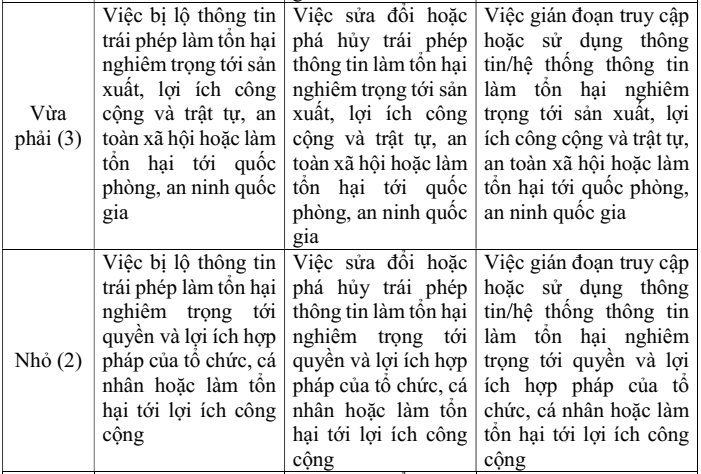 Vừa
phải (3)
Việc bị lộ thông tin
trái phép làm tổn hại
nghiêm trọng tới sản
xuất, lợi ích công
cộng và trật tự, an
toàn xã hội hoặc làm
tổn hại tới quốc
phòng, an ninh quốc
gia
Việc sửa đổi hoặc
phá hủy trái phép
thông tin làm tổn hại
nghiêm trọng tới sản
xuất, lợi ích công
cộng và trật tự, an
toàn xã hội hoặc làm
tổn hại tới quốc
phòng, an ninh quốc
gia
Việc gián đoạn truy cập
hoặc sử dụng thông
tin/hệ thống thông tin
làm tổn hại nghiêm
trọng tới sản xuất, lợi
ích công cộng và trật tự,
an toàn xã hội hoặc làm
tổn hại tới quốc phòng,
an ninh quốc gia
Nhỏ (2)
Việc bị lộ thông tin
trái phép làm tổn hại
nghiêm trọng tới
quyền và lợi ích hợp
pháp của tổ chức, cá
nhân hoặc làm tổn
hại tới lợi ích công
cộng
Việc sửa đổi hoặc
phá hủy trái phép
thông tin làm tổn hại
nghiêm trọng tới
quyền và lợi ích hợp
pháp của tổ chức, cá
nhân hoặc làm tổn
hại tới lợi ích công
cộng
Việc gián đoạn truy cập
hoặc sử dụng thông
tin/hệ thống thông tin
làm tổn hại nghiêm
trọng tới quyền và lợi
ích hợp pháp của tổ
chức, cá nhân hoặc làm
tổn hại tới lợi ích công
cộng